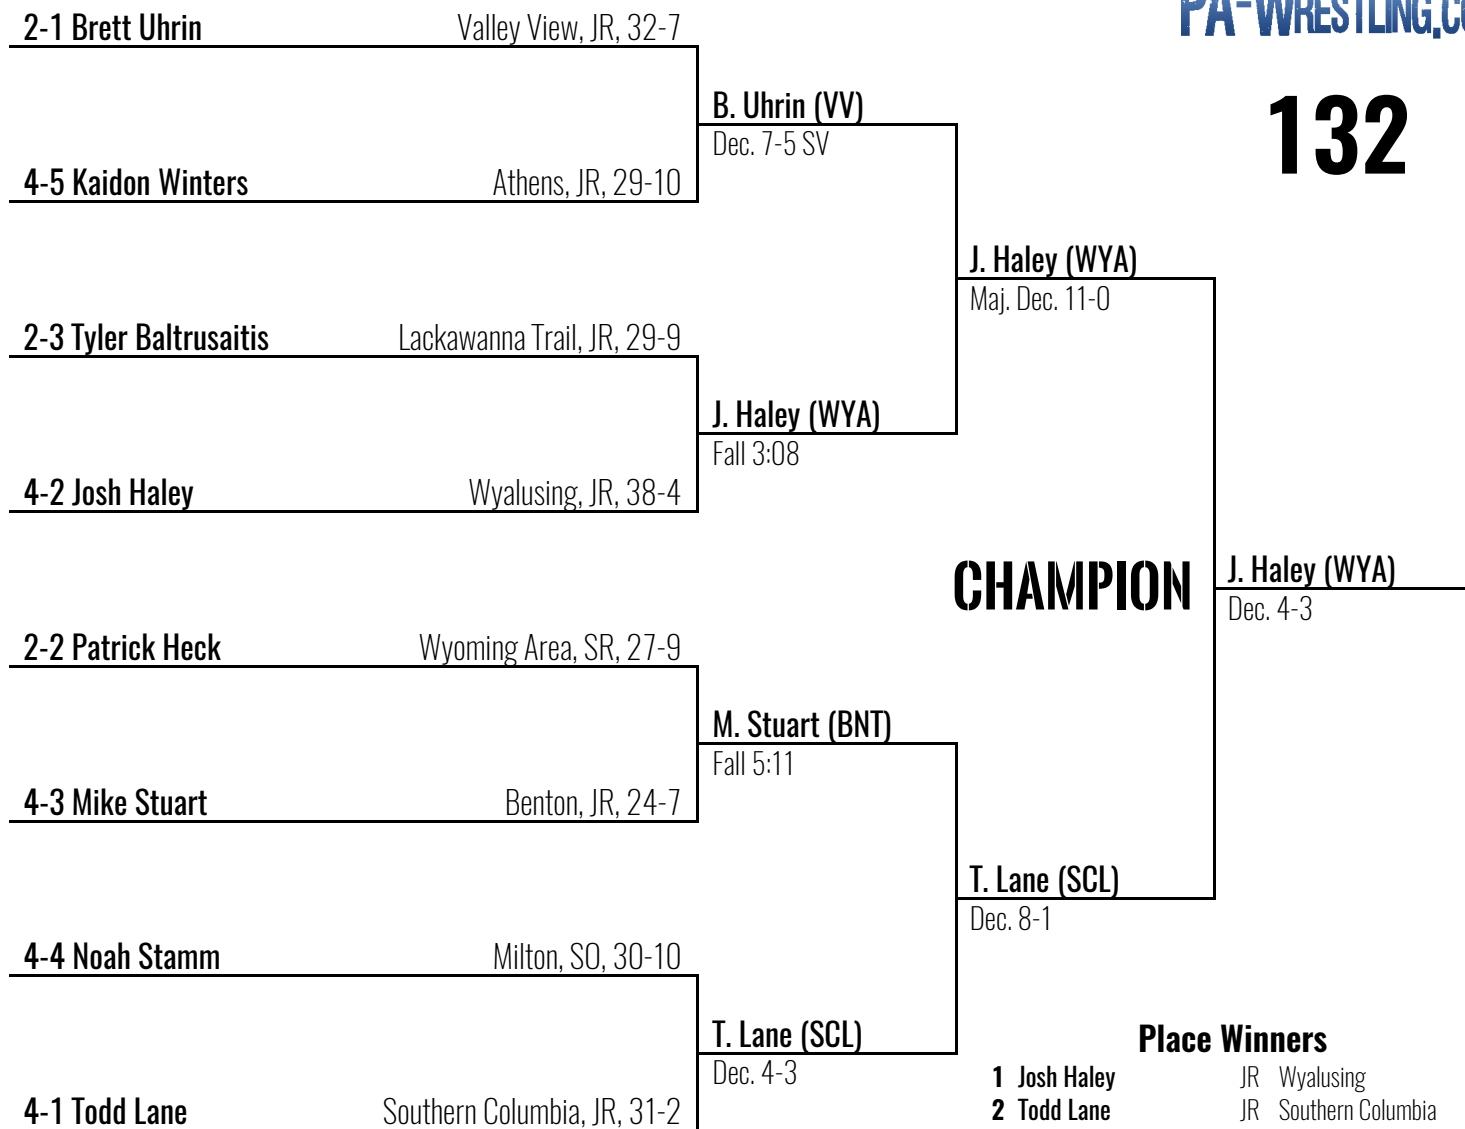 PA-WRESTLING.CO
132
2-1 Brett Uhrin Valley View, JR, 32-7
B. Uhrin (VV)
Dec. 7-5 SV
4-5 Kaidon Winters Athens, JR, 29-10
J. Haley (WYA)
Maj. Dec. 11-0
2-3 Tyler Baltrusaitis Lackawanna Trail, JR, 29-9
J. Haley (WYA)
Fall 3:08
4-2 Josh Haley Wyalusing, JR, 38-4
CHAMPION
J. Haley (WYA)
Dec. 4-3
2-2 Patrick Heck Wyoming Area, SR, 27-9
M. Stuart (BNT)
Fall 5:11
4-3 Mike Stuart Benton, JR, 24-7
T. Lane (SCL)
Dec. 8-1
4-4 Noah Stamm Milton, SO, 30-10
T. Lane (SCL)
Dec. 4-3
4-1 Todd Lane Southern Columbia, JR, 31-2
Place Winners
1 Josh Haley JR Wyalusing
2 Todd Lane JR Southern Columbia